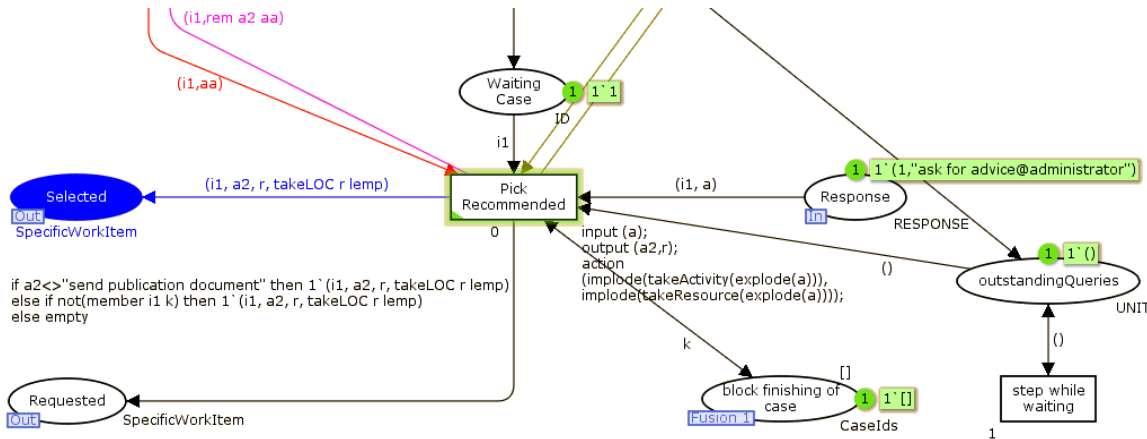 (i1,rem a2 aa)
(i1,aa)
Waiting
Case
1
1`1
ID
i1
Selected
Out
SpecificWorkItem
(i1, a2, r, takeLOC r lemp)
Pick
Recommended
0
(i1, a)
1
1`(1,"ask for advice@administrator")
Response
In
RESPONSE
input (a);
output (a2,r);
action
(implode(takeActivity(explode(a))),
implode(takeResource(explode(a))));
()
1
1`()
outstandingQueries
UNIT
if a2<>"send publication document" then 1`(i1, a2, r, takeLOC r lemp)
else if not(member i1 k) then 1`(i1, a2, r, takeLOC r lemp)
else empty
k
()
Requested
Out
SpecificWorkItem
[]
block finishing of
case
Fusion 1
1
1`[]
CaseIds
step while
waiting
1